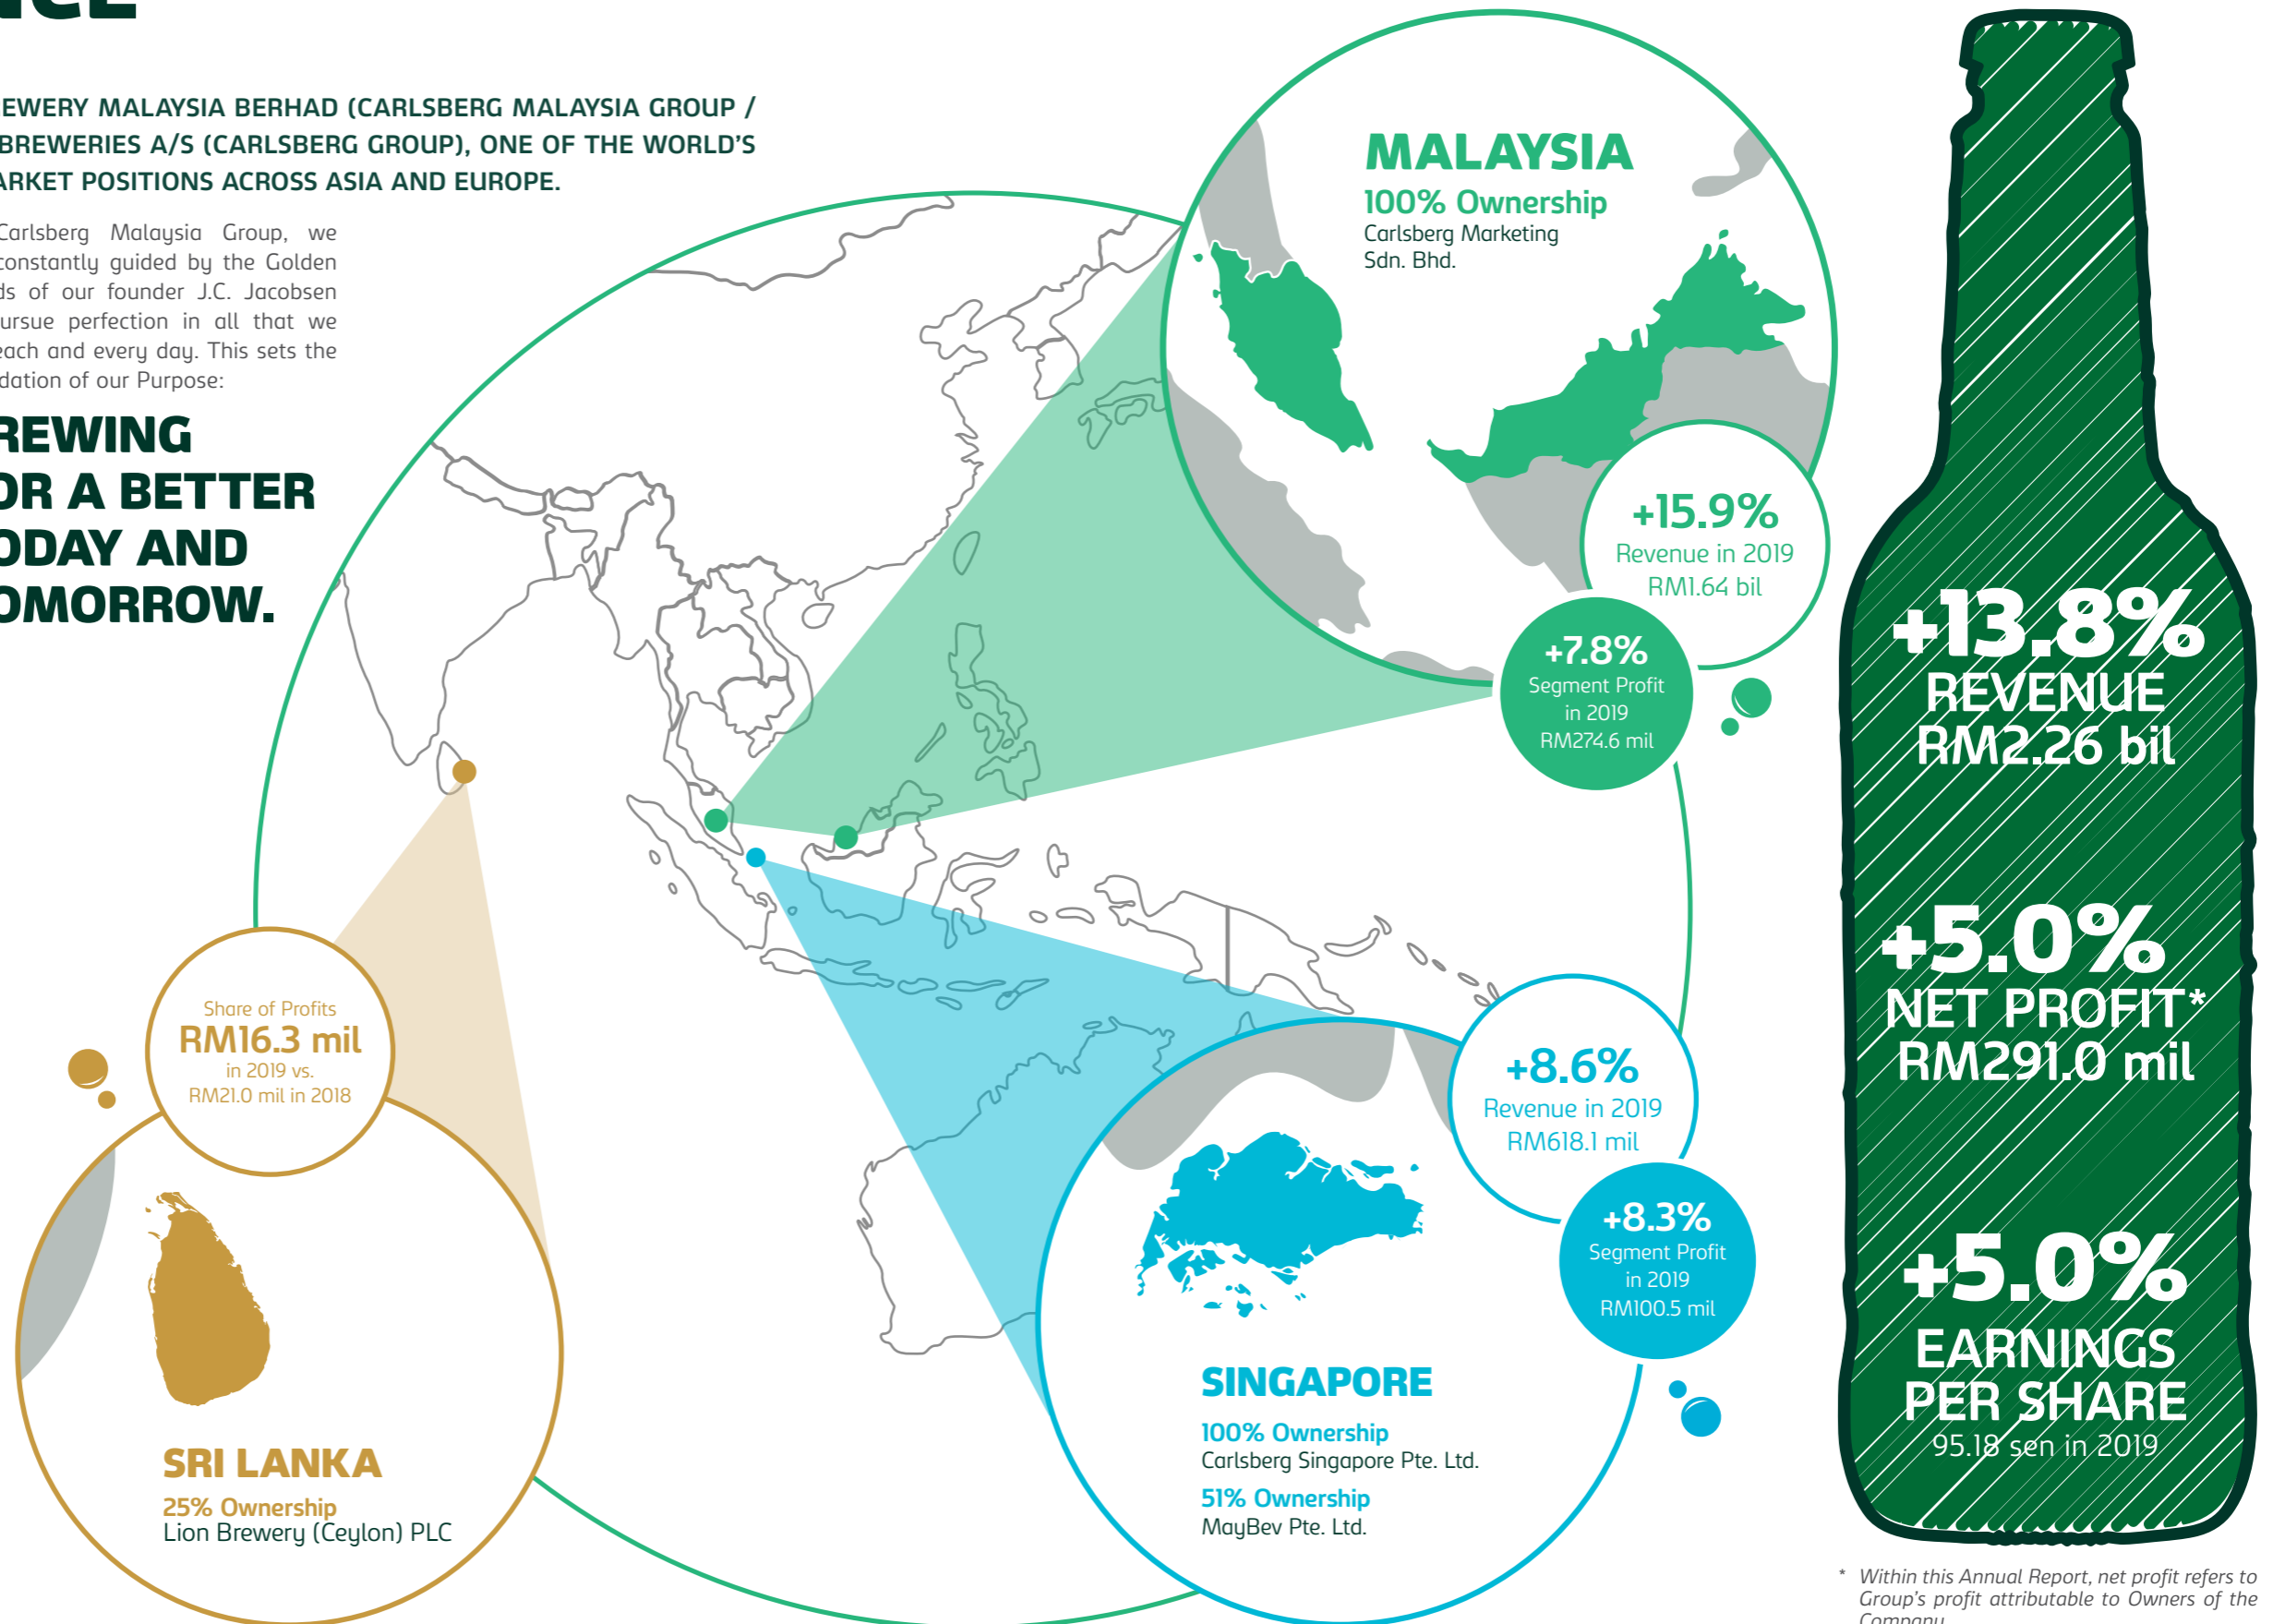 EWERY MALAYSIA BERHAD (CARLSBERG MALAYSIA GROUP /
BREWERIES A/S (CARLSBERG GROUP), ONE OF THE WORLD'S
ARKET POSITIONS ACROSS ASIA AND EUROPE.
Carlsberg Malaysia Group, we
constantly guided by the Golden
ds of our founder J.C. Jacobsen
ursue perfection in all that we
each and every day. This sets the
dation of our Purpose:
REWING
OR A BETTER
ODAY AND
OMORROW.
MALAYSIA
100% Ownership
Carlsberg Marketing
Sdn. Bhd.
+15.9%
Revenue in 2019
RM1.64 bil
+7.8%
Segment Profit
in 2019
RM274.6 mil
Share of Profits
RM16.3 mil
in 2019 vs.
RM21.0 mil in 2018
SRI LANKA
25% Ownership
Lion Brewery (Ceylon) PLC
+8.6%
Revenue in 2019
RM618.1 mil
+8.3%
Segment Profit
in 2019
RM100.5 mil
SINGAPORE
100% Ownership
Carlsberg Singapore Pte. Ltd.
51% Ownership
MayBev Pte. Ltd.
+13.8%
REVENUE
RM2.26 bil
+5.0%
NET PROFIT*
RM291.0 mil
+5.0%
EARNINGS
PER SHARE
95.18 sen in 2019
* Within this Annual Report, net profit refers to
Group's profit attributable to Owners of the
Company